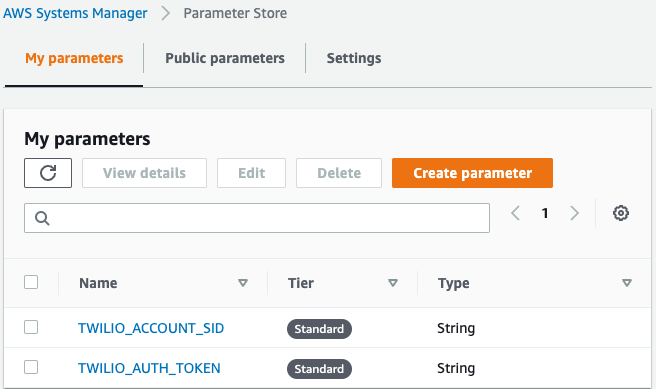 AWS Systems Manager > Parameter Store
My parameters Public parameters Settings
My parameters
View details Edit Delete Create parameter
1
Name Tier Type
TWILIO_ACCOUNT_SID Standard String
TWILIO_AUTH_TOKEN Standard String